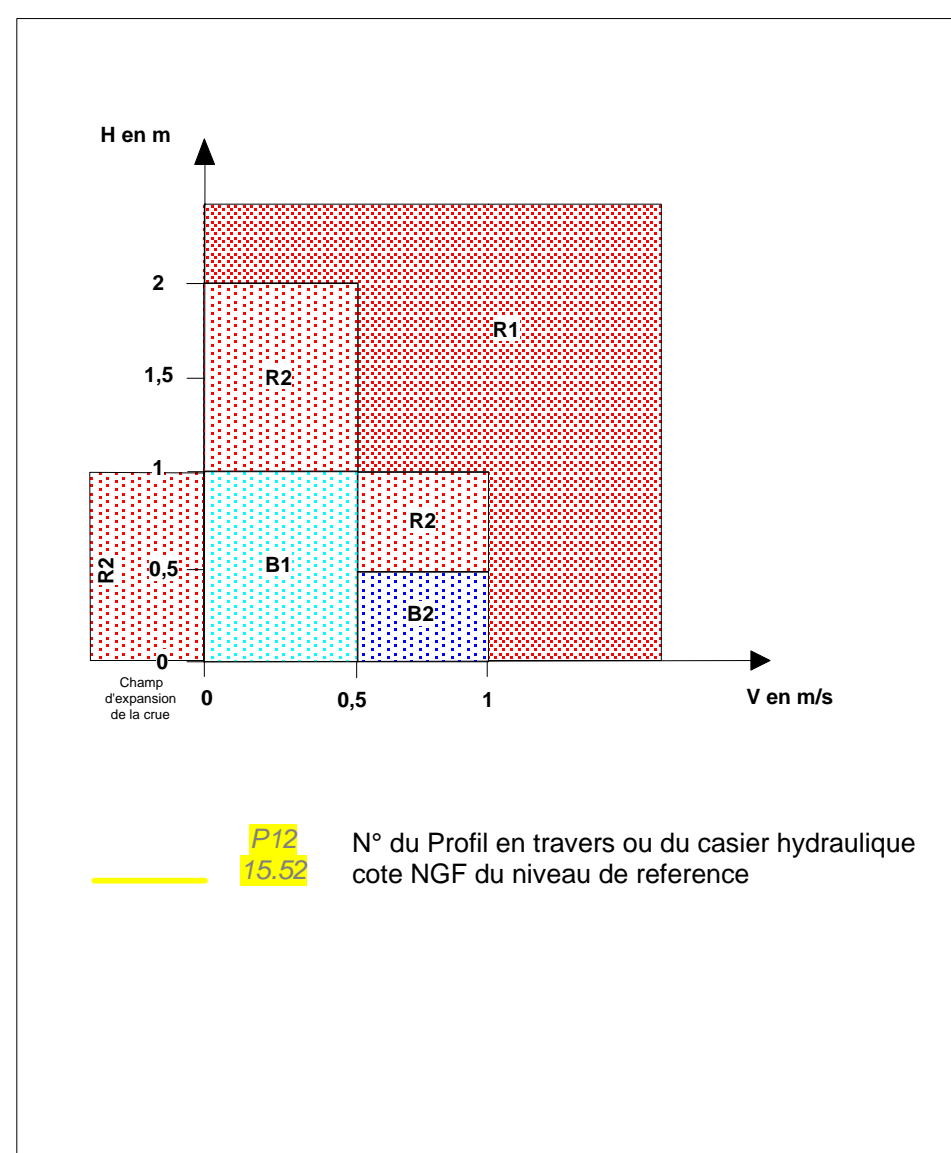 H en m
2
R1
R2
1,5
1
R2
R2
0,5
B1
B2
0
Champ
d'expansion
de la crue
0
0,5
1
V en m/s
P12
N° du Profil en travers ou du casier hydraulique
15.52
cote NGF du niveau de reference